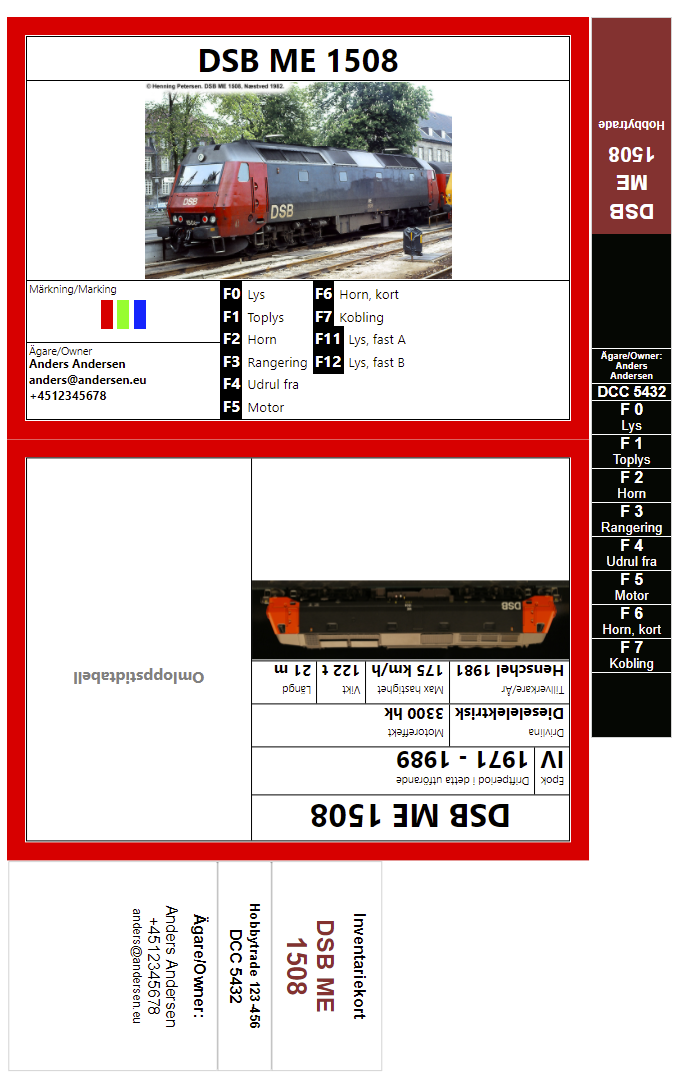 DSB ME 1508
© Henning Petersen. DSB ME 1508, Næstved 1982.
DSB
DSB
Märkning/Marking
Ägare/Owner
Anders Andersen
anders@andersen.eu
+4512345678
F0 Lys
F1 Toplys
F2 Horn
F3 Rangering
F4 Udrul fra
F5 Motor
F6 Horn, kort
F7 Kobling
F11 Lys, fast A
F12 Lys, fast B
DSB ME 1508
Epok
IV
Driftperiod i detta utförande
1971 - 1989
Drivlina
Dieselelektrisk
Motoreffekt
3300 hk
Tillverkare/År
Henschel 1981
Max hastighet
175 km/h
Vikt
122 t
Längd
21 m
DSB
Omloppstidtabell
DSB
ME
1508
Hobbytrade
Ägare/Owner:
Anders
Andersen
DCC 5432
F 0
Lys
F 1
Toplys
F 2
Horn
F 3
Rangering
F 4
Udrul fra
F 5
Motor
F 6
Horn, kort
F 7
Kobling
Inventariekort
DSB ME
1508
Hobbytrade 123-456
DCC 5432
Ägare/Owner:
Anders Andersen
+4512345678
anders@andersen.eu